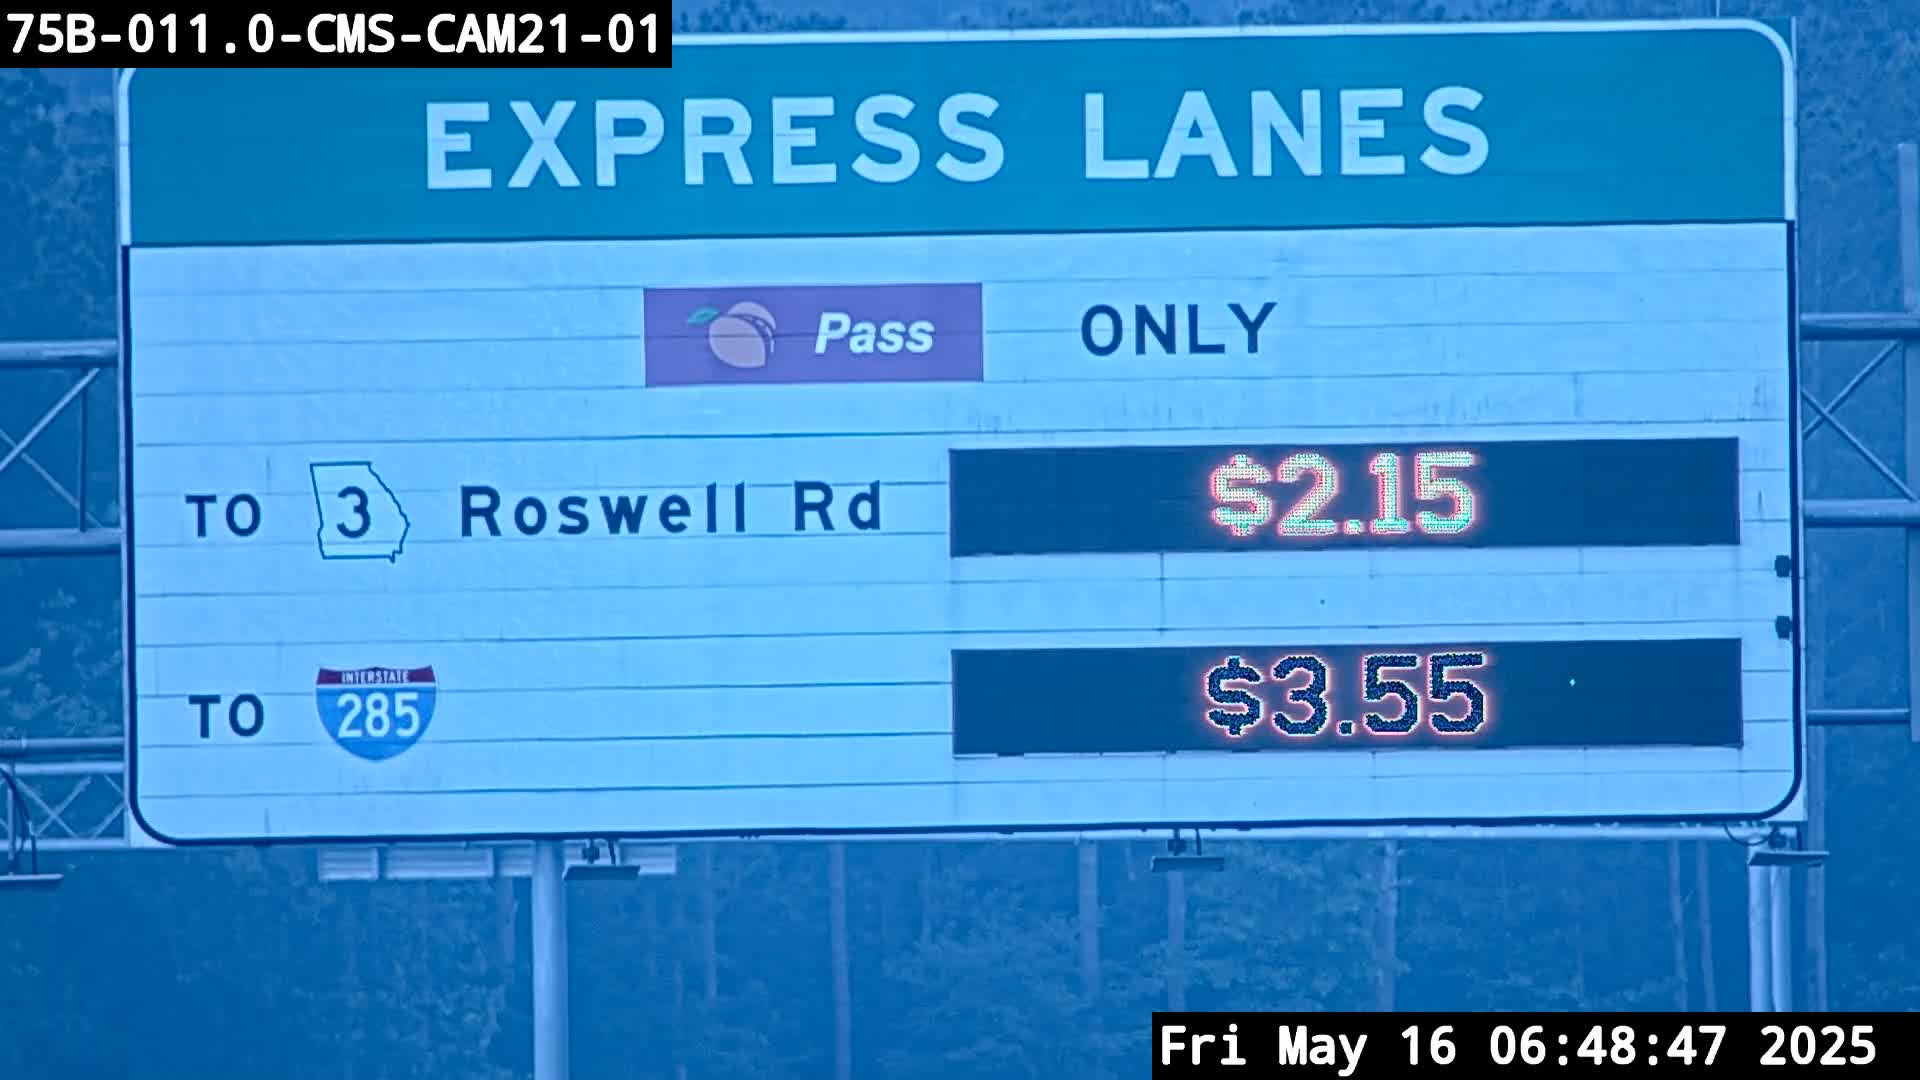 75B-011.0-CMS-CAM21-01
EXPRESS LANES
Pass ONLY
TO 3 Roswell Rd $2.15
INTERSTATE
TO 285 $3.55
Fri May 16 06:48:47 2025